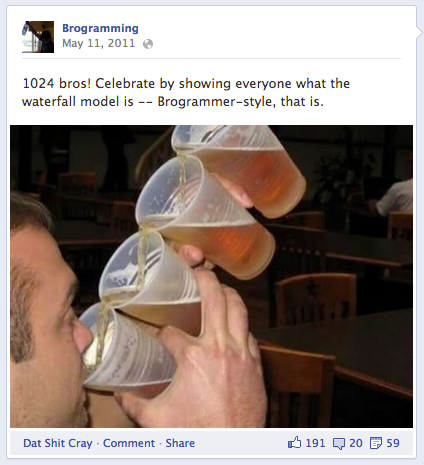 Brogramming
May 11, 2011
1024 bros! Celebrate by showing everyone what the
waterfall model is -- Brogrammer-style, that is.
Dat Shit Cray · Comment · Share 191 20 59